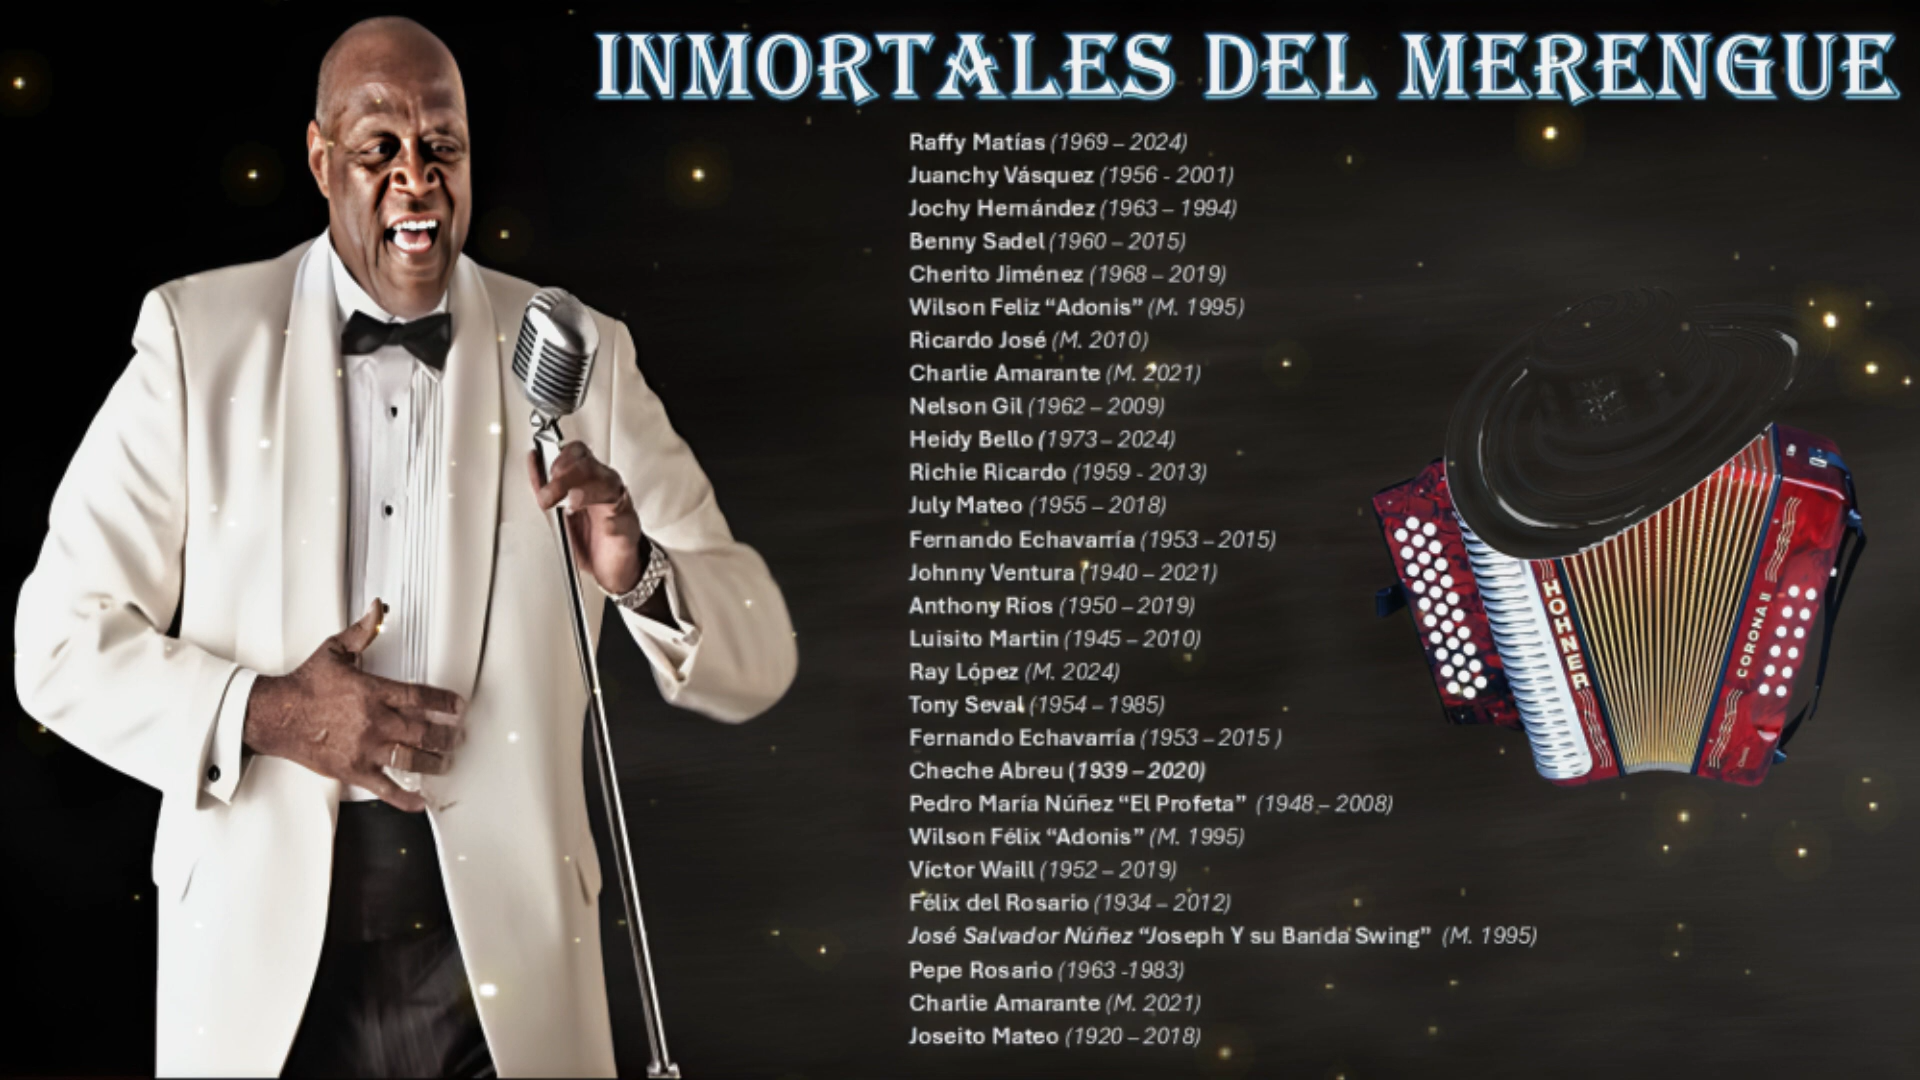 INMORTALES DEL MERENGUE
Raffy Matías (1969 – 2024)
Juanchy Vásquez (1956 - 2001)
Jochy Hernández (1963 – 1994)
Benny Sadel (1960 – 2015)
Cherito Jiménez (1968 – 2019)
Wilson Feliz “Adonis” (M. 1995)
Ricardo José (M. 2010)
Charlie Amarante (M. 2021)
Nelson Gil (1962 – 2009)
Heidy Bello (1973 – 2024)
Richie Ricardo (1959 - 2013)
July Mateo (1955 – 2018)
Fernando Echavarría (1953 – 2015)
Johnny Ventura (1940 – 2021)
Anthony Ríos (1950 – 2019)
Luisito Martin (1945 – 2010)
Ray López (M. 2024)
Tony Seval (1954 – 1985)
Fernando Echavarría (1953 – 2015 )
Cheche Abreu (1939 – 2020)
Pedro María Núñez “El Profeta” (1948 – 2008)
Wilson Félix “Adonis” (M. 1995)
Víctor Waill (1952 – 2019)
Félix del Rosario (1934 – 2012)
José Salvador Núñez “Joseph Y su Banda Swing” (M. 1995)
Pepe Rosario (1963 -1983)
Charlie Amarante (M. 2021)
Joseito Mateo (1920 – 2018)
HOHNER
CORONA II